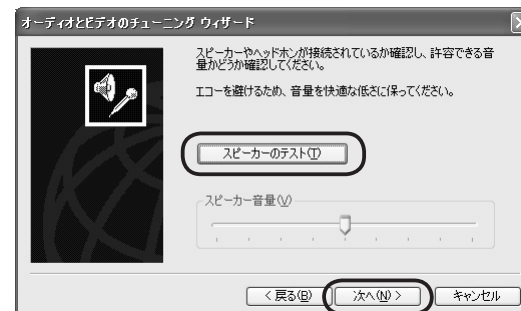 オーディオとビデオのチューニング ウィザード
スピーカーやヘッドホンが接続されているか確認し、許容できる音
量かどうか確認してください。
エコーを避けるため、音量を快適な低さに保ってください。
スピーカーのテスト(T)
スピーカー音量(V)
< 戻る(B)
次へ(N) >
キャンセル